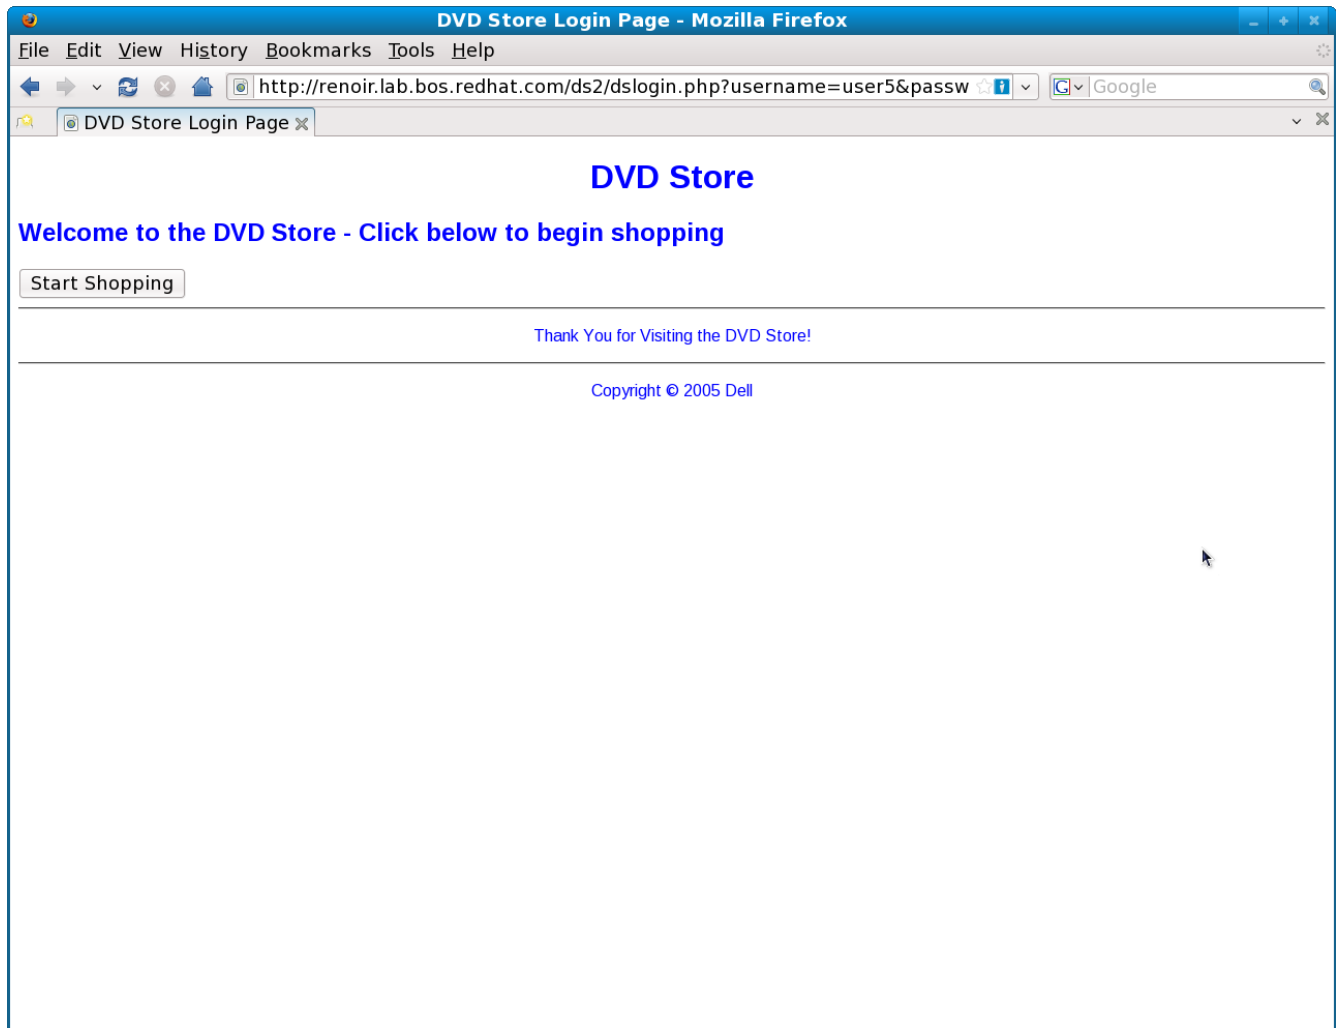 DVD Store Login Page - Mozilla Firefox
File Edit View History Bookmarks Tools Help
http://renoir.lab.bos.redhat.com/ds2/dslogin.php?username=user5&passw G Google
DVD Store Login Page
DVD Store
Welcome to the DVD Store - Click below to begin shopping
Start Shopping
Thank You for Visiting the DVD Store!
Copyright © 2005 Dell